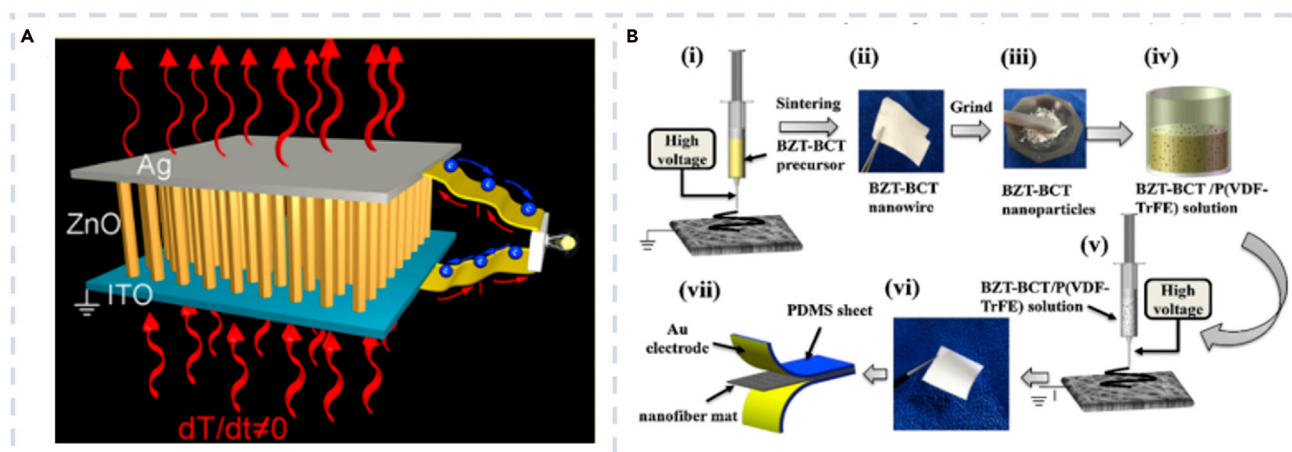 A
Ag
ZnO
ITO
dT/dt≠0
B
(i)
High
voltage
Sintering
BZT-BCT
precursor
(ii)
BZT-BCT
nanowire
Grind
(iii)
BZT-BCT
nanoparticles
(iv)
BZT-BCT /P(VDF-
TrFE) solution
(v)
BZT-BCT/P(VDF-
TrFE) solution
High
voltage
(vi)
(vii)
PDMS sheet
Au
electrode
nanofiber mat